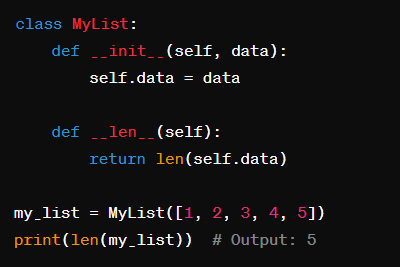 class MyList:
    def __init__(self, data):
        self.data = data

    def __len__(self):
        return len(self.data)

my_list = MyList([1, 2, 3, 4, 5])
print(len(my_list))  # Output: 5